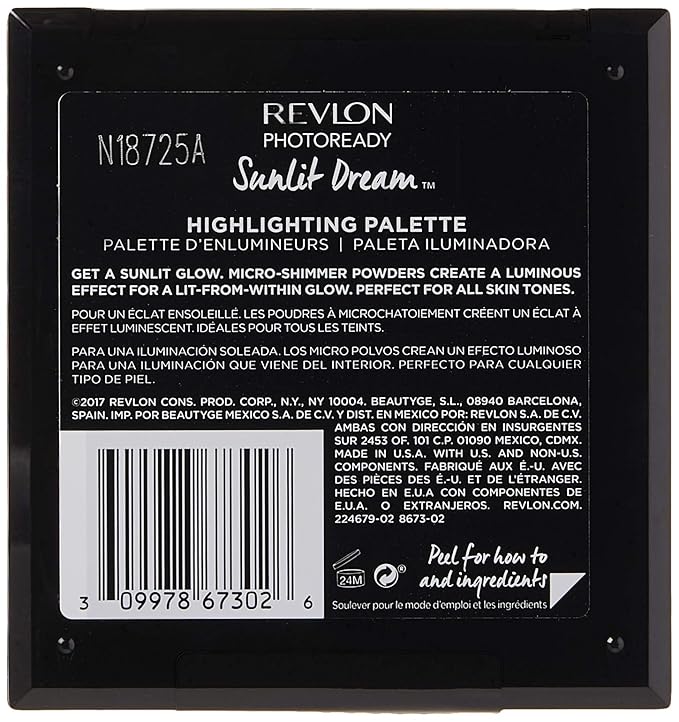 REVLON
PHOTOREADY
N18725A
Sunlit Dream™
HIGHLIGHTING PALETTE
PALETTE D'ENLUMINEURS | PALETA ILUMINADORA
GET A SUNLIT GLOW. MICRO-SHIMMER POWDERS CREATE A LUMINOUS
EFFECT FOR A LIT-FROM-WITHIN GLOW. PERFECT FOR ALL SKIN TONES.
POUR UN ÉCLAT ENSOLEILLÉ. LES POUDRES À MICROCHATOIEMENT CRÉENT UN ÉCLAT À
EFFET LUMINESCENT. IDÉALES POUR TOUS LES TEINTS.
PARA UNA ILUMINACIÓN SOLEADA. LOS MICRO POLVOS CREAN UN EFECTO LUMINOSO
PARA UNA ILUMINACIÓN QUE VIENE DEL INTERIOR. PERFECTO PARA CUALQUIER
TIPO DE PIEL.
©2017 REVLON CONS. PROD. CORP., N.Y., NY 10004. BEAUTYGE, S.L., 08940 BARCELONA,
SPAIN. IMP. POR BEAUTYGE MEXICO S.A. DE C.V. Y DIST. EN MEXICO POR: REVLON S.A. DE C.V.
AMBAS CON DIRECCIÓN EN INSURGENTES
SUR 2453 OF. 101 C.P. 01090 MEXICO, CDMX.
MADE IN U.S.A. WITH U.S. AND NON-U.S.
COMPONENTS. FABRIQUÉ AUX É.-U. AVEC
DES PIÈCES DES É.-U. ET DE L'ÉTRANGER.
HECHO EN E.U.A CON COMPONENTES DE
E.U.A. O EXTRANJEROS. REVLON.COM.
224679-02 8673-02
24M
Peel for how to
and ingredients
Soulever pour le mode d'emploi et les ingrédients
3 09978 67302 6